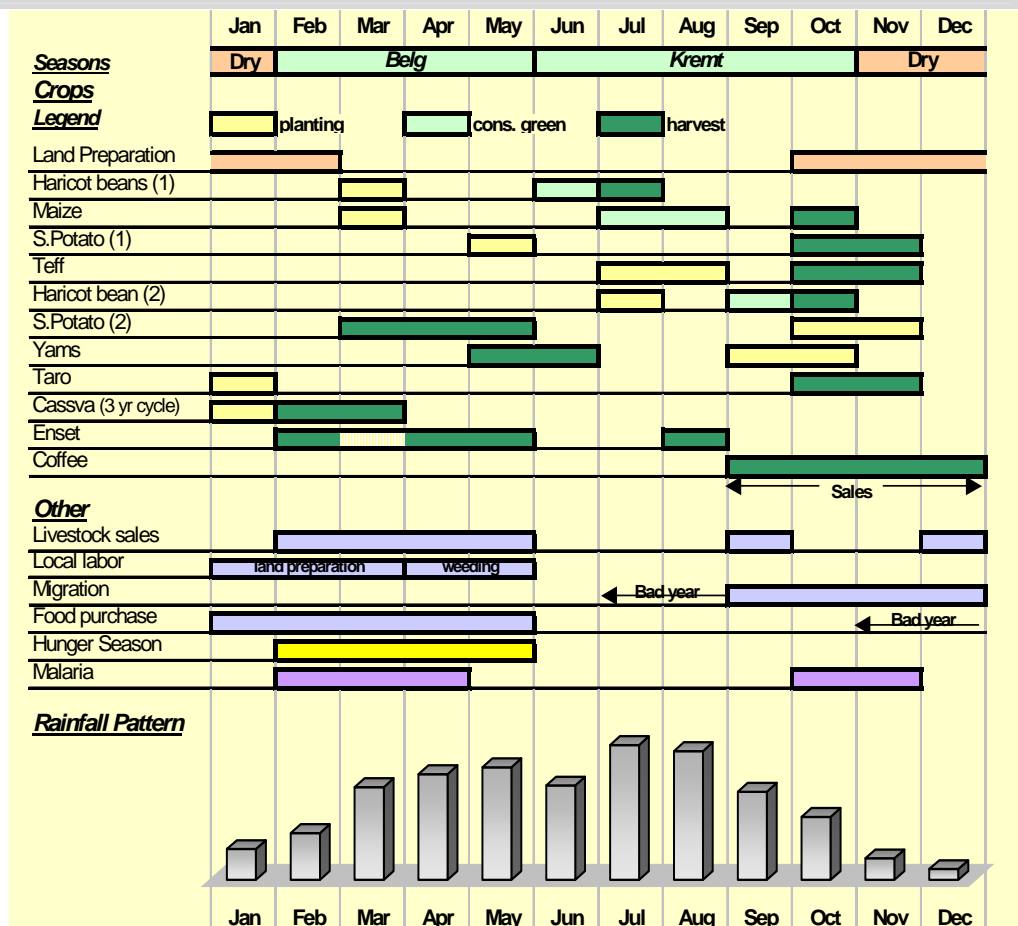 Jan Feb Mar Apr May Jun Jul Aug Sep Oct Nov Dec
Seasons Dry Belg Kremt Dry
Crops
Legend planting cons. green harvest
Land Preparation
Haricot beans (1)
Maize
S.Potato (1)
Teff
Haricot bean (2)
S.Potato (2)
Yams
Taro
Cassva (3 yr cycle)
Enset
Coffee
Sales
Other
Livestock sales
Local labor land preparation weeding
Migration Bad year
Food purchase Bad year
Hunger Season
Malaria
Rainfall Pattern
Jan Feb Mar Apr May Jun Jul Aug Sep Oct Nov Dec